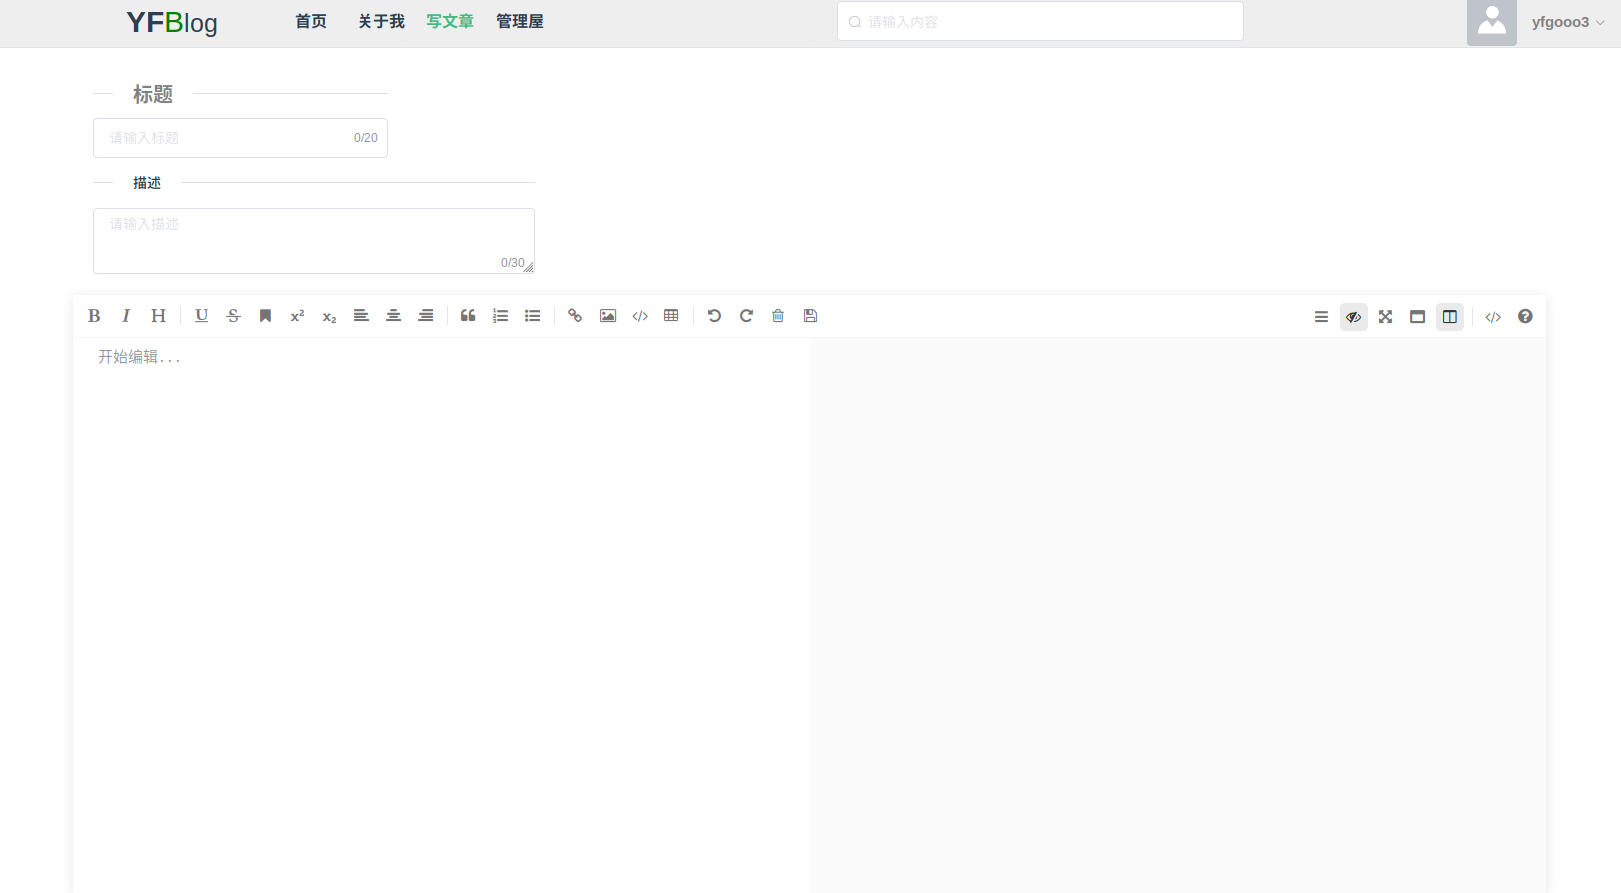 YFBlog 首页 关于我 写文章 管理屋 请输入内容 yfgooo3
标题
请输入标题 0/20
描述
请输入描述
0/30
B I H U S x² x₂ </> </>
开始编辑...